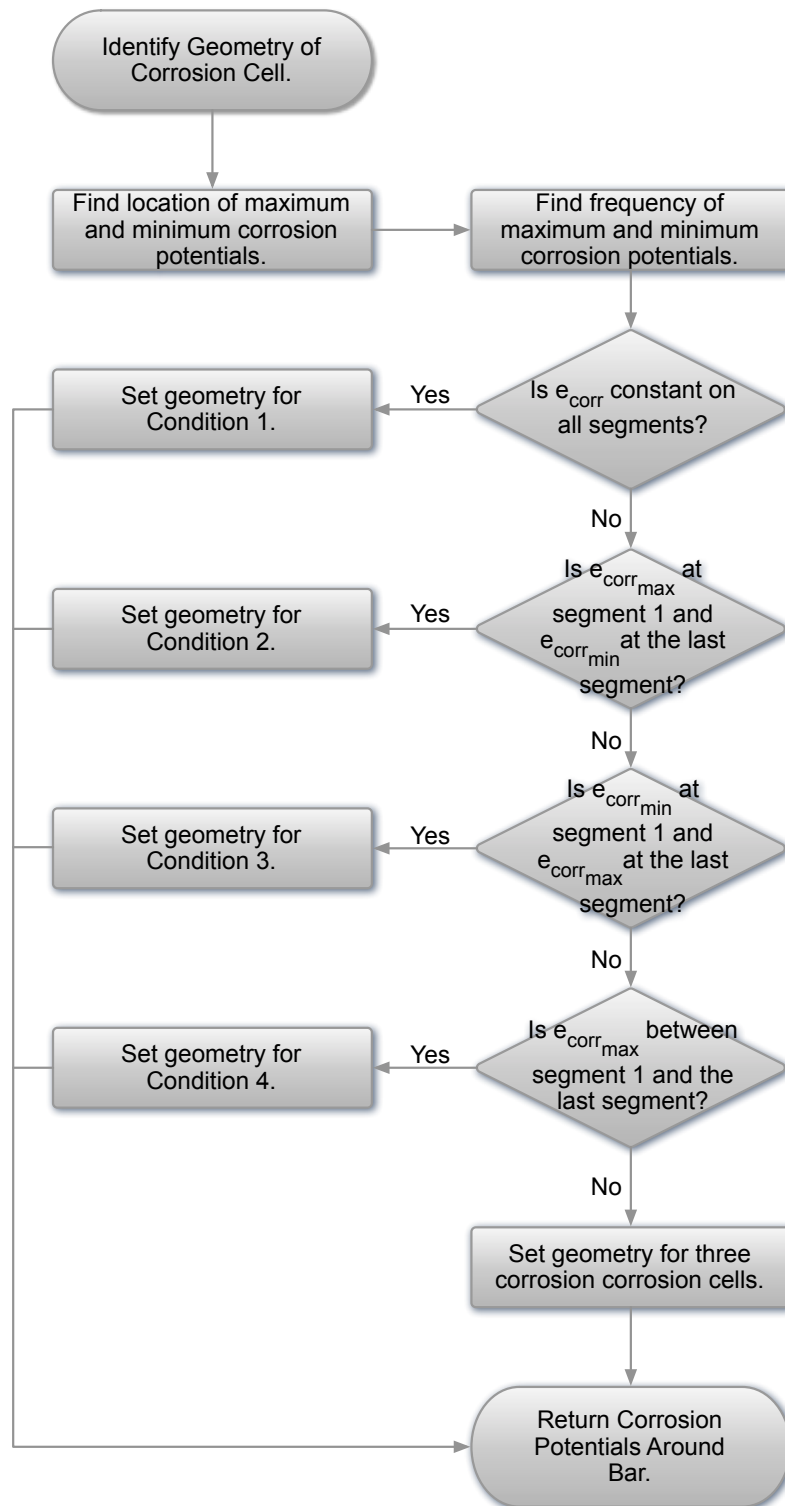 Identify Geometry of
Corrosion Cell.
Find location of maximum
and minimum corrosion
potentials.
Find frequency of
maximum and minimum
corrosion potentials.
Is e_corr constant on
all segments?
Yes
Set geometry for
Condition 1.
No
Is e_corr_max at
segment 1 and
e_corr_min at the last
segment?
Yes
Set geometry for
Condition 2.
No
Is e_corr_min at
segment 1 and
e_corr_max at the last
segment?
Yes
Set geometry for
Condition 3.
No
Is e_corr_max between
segment 1 and the
last segment?
Yes
Set geometry for
Condition 4.
No
Set geometry for three
corrosion corrosion cells.
Return Corrosion
Potentials Around
Bar.